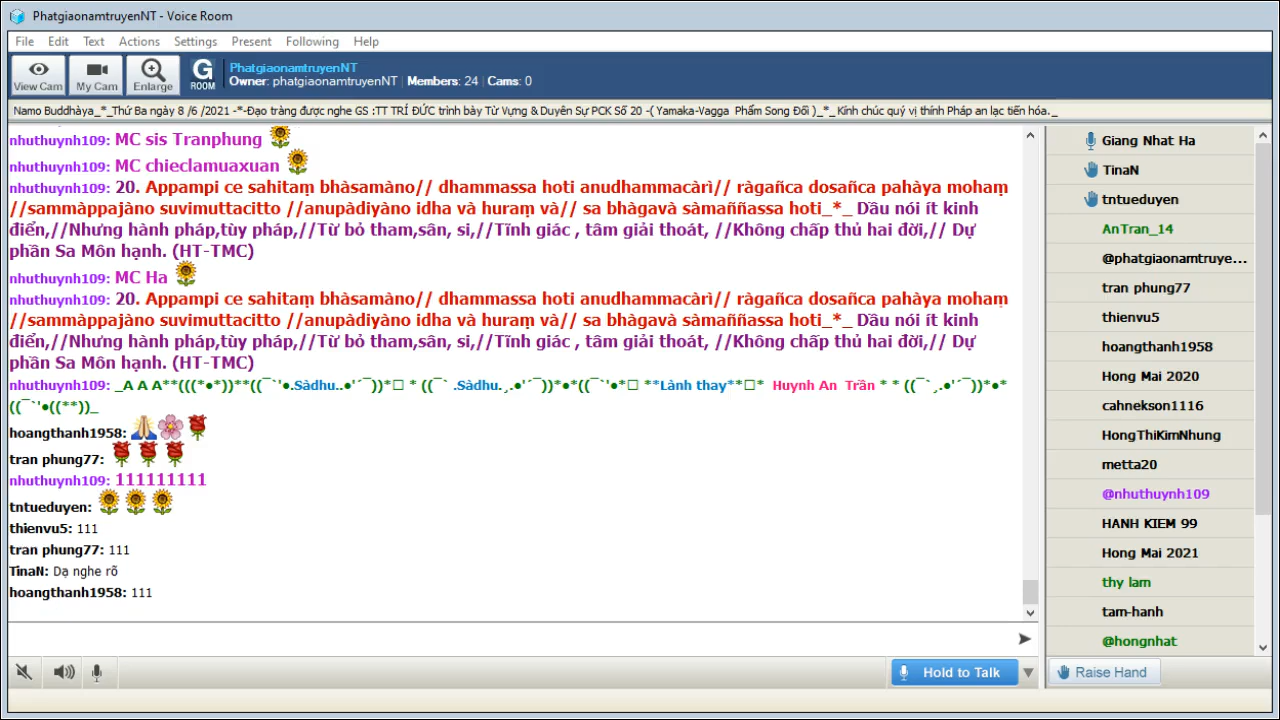 PhatgiaonamtruyenNT - Voice Room
File Edit Text Actions Settings Present Following Help
View Cam My Cam Enlarge G ROOM
PhatgiaonamtruyenNT
Owner: phatgiaonamtruyenNT Members: 24 Cams: 0
Namo Buddhàya_*_Thứ Ba ngày 8 /6 /2021 -*-Đạo tràng được nghe GS :TT TRÍ ĐỨC trình bày Từ Vựng & Duyên Sự PCK Số 20 -( Yamaka-Vagga Phẩm Song Đối )_*_ Kính chúc quý vị thính Pháp an lạc tiến hóa._
nhuthuynh109: MC sis Tranphung
nhuthuynh109: MC chieclamuaxuan
nhuthuynh109: 20. Appampi ce sahitaṃ bhàsamàno// dhammassa hoti anudhammacàrì// ràgañca dosañca pahàya mohaṃ
//sammàppajàno suvimuttacitto //anupàdiyàno idha và huraṃ và// sa bhàgavà sàmaññassa hoti_*_ Dầu nói ít kinh
điển,//Nhưng hành pháp,tùy pháp,//Từ bỏ tham,sân, si,//Tĩnh giác , tâm giải thoát, //Không chấp thủ hai đời,// Dự
phần Sa Môn hạnh. (HT-TMC)
nhuthuynh109: MC Ha
nhuthuynh109: 20. Appampi ce sahitaṃ bhàsamàno// dhammassa hoti anudhammacàrì// ràgañca dosañca pahàya mohaṃ
//sammàppajàno suvimuttacitto //anupàdiyàno idha và huraṃ và// sa bhàgavà sàmaññassa hoti_*_ Dầu nói ít kinh
điển,//Nhưng hành pháp,tùy pháp,//Từ bỏ tham,sân, si,//Tĩnh giác , tâm giải thoát, //Không chấp thủ hai đời,// Dự
phần Sa Môn hạnh. (HT-TMC)
nhuthuynh109: _A A A**(((*•*))**((¯`'•.Sàdhu..•'´¯))*□ * ((¯` .Sàdhu.¸.•'´¯))*•*((¯`'•*□ **Lành thay**□* Huynh An Trần * * ((¯`¸.•'´¯))*•*
((¯`'•((**))_
hoangthanh1958:
tran phung77:
nhuthuynh109: 111111111
tntueduyen:
thienvu5: 111
tran phung77: 111
TinaN: Dạ nghe rõ
hoangthanh1958: 111
Hold to Talk
Giang Nhat Ha
TinaN
tntueduyen
AnTran_14
@phatgiaonamtruye...
tran phung77
thienvu5
hoangthanh1958
Hong Mai 2020
cahnekson1116
HongThiKimNhung
metta20
@nhuthuynh109
HANH KIEM 99
Hong Mai 2021
thy lam
tam-hanh
@hongnhat
Raise Hand